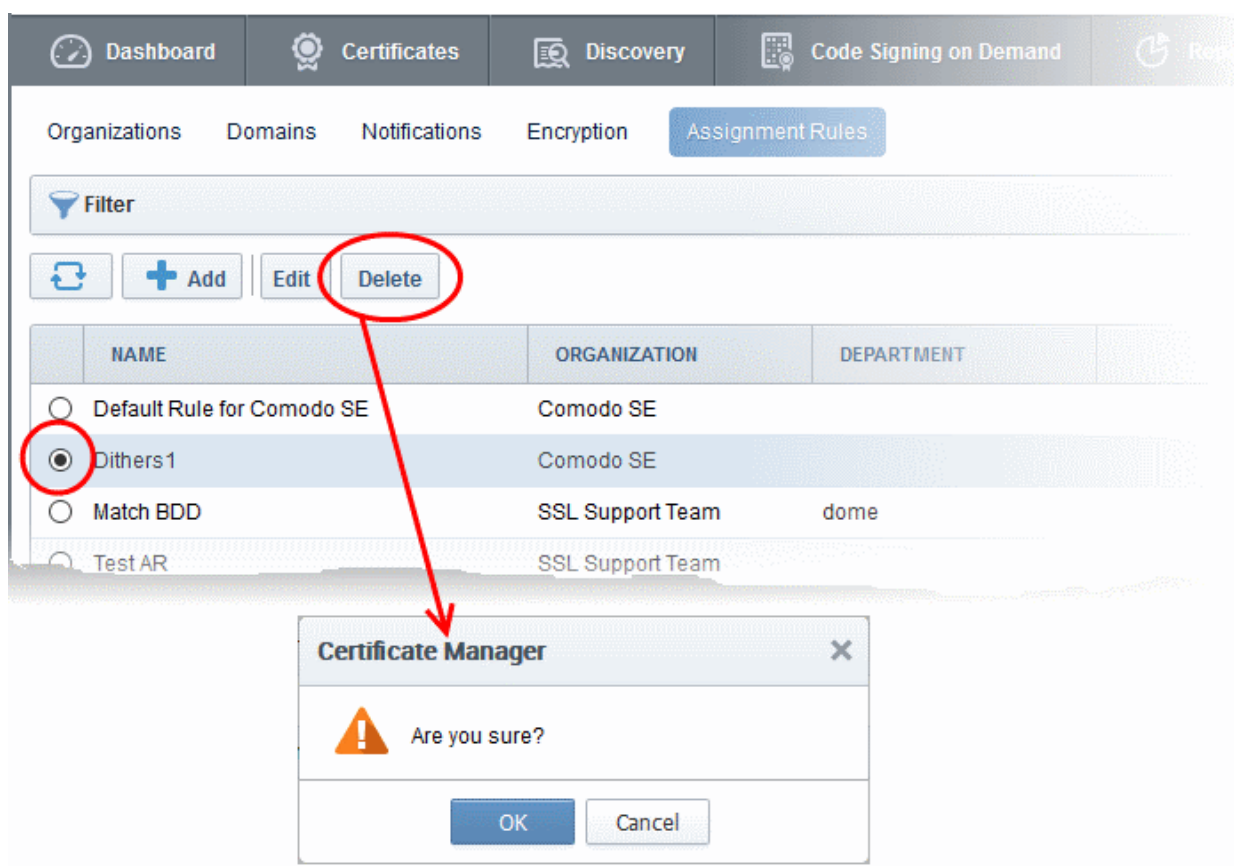 Dashboard Certificates Discovery Code Signing on Demand
Organizations Domains Notifications Encryption Assignment Rules
Filter
Add Edit Delete
NAME ORGANIZATION DEPARTMENT
Default Rule for Comodo SE Comodo SE
Dithers1 Comodo SE
Match BDD SSL Support Team dome
Test AR SSL Support Team
Certificate Manager
Are you sure?
OK Cancel